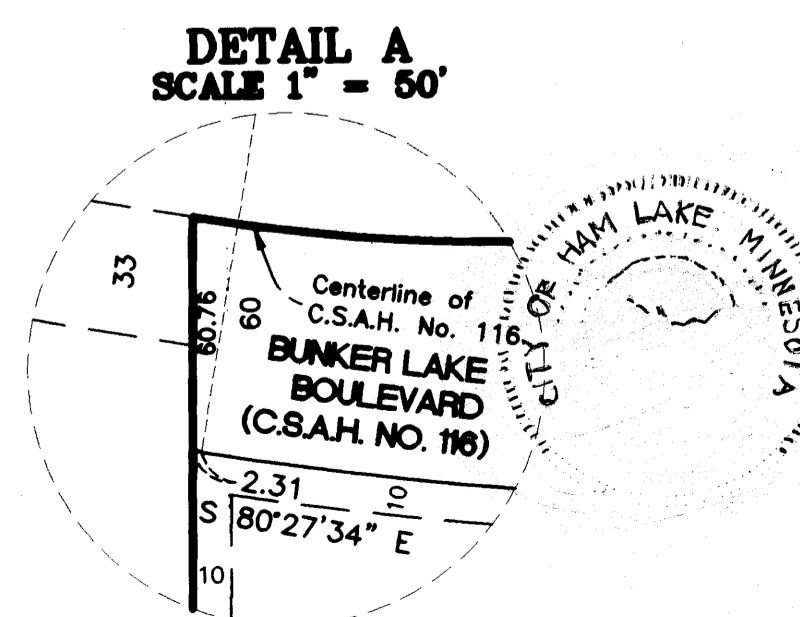 DETAIL A
SCALE 1" = 50'
33
60.76
60
Centerline of
C.S.A.H. No. 116
BUNKER LAKE
BOULEVARD
(C.S.A.H. NO. 116)
2.31
10
S 80°27'34" E
10
CITY OF HAM LAKE MINNESOTA